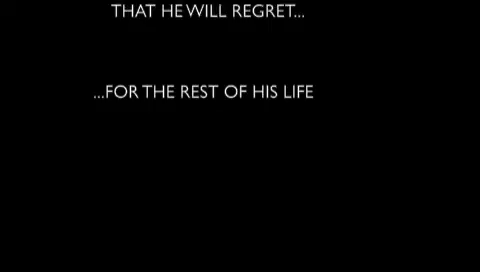 THAT HE WILL REGRET...
...FOR THE REST OF HIS LIFE